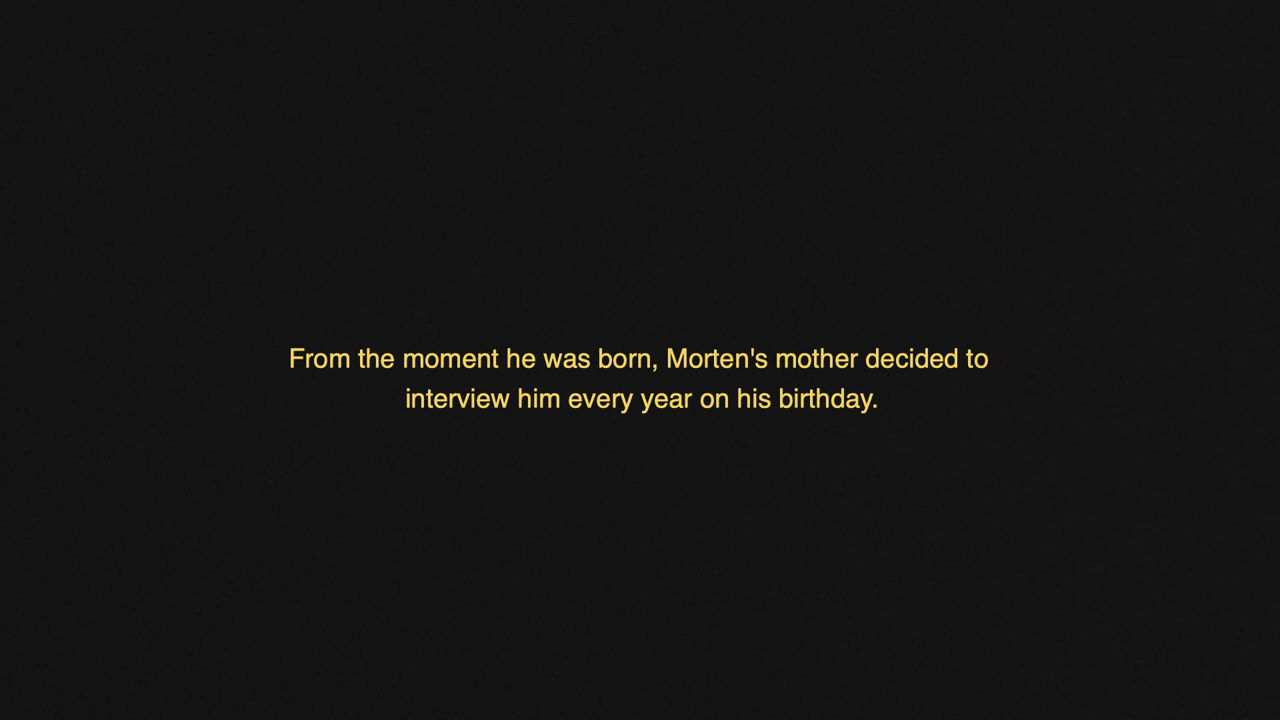 From the moment he was born, Morten's mother decided to
interview him every year on his birthday.